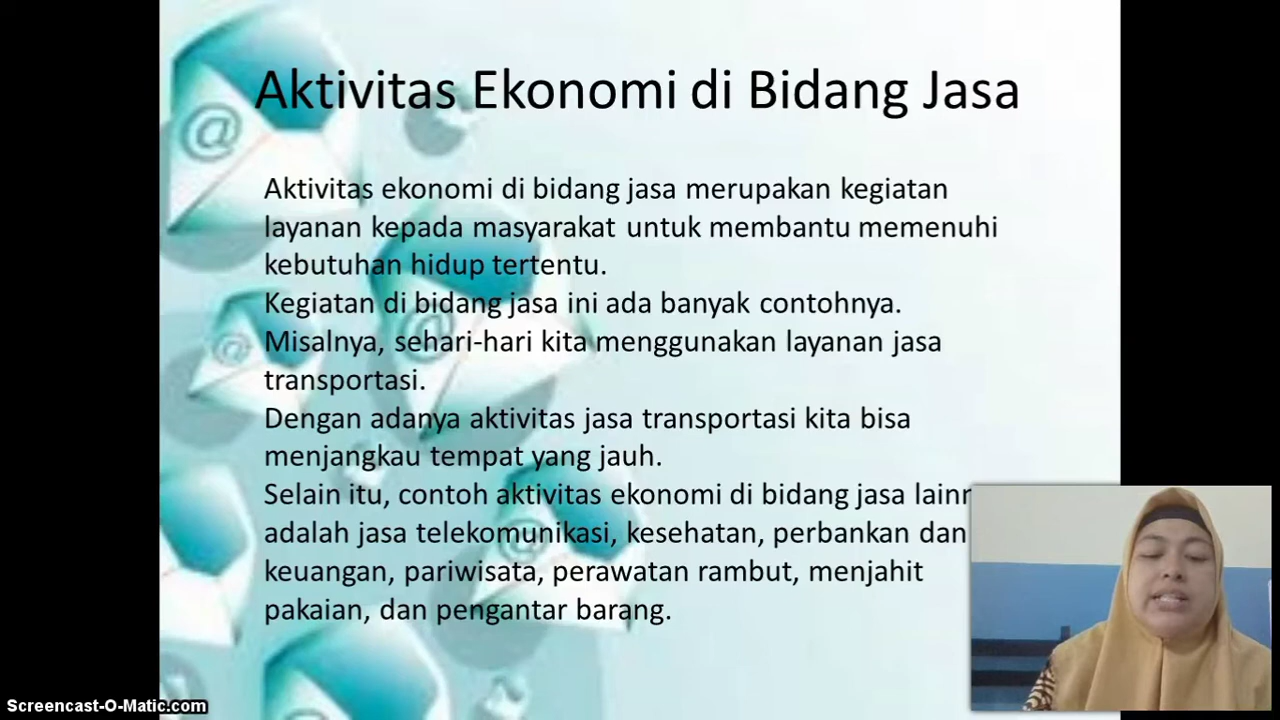 Aktivitas Ekonomi di Bidang Jasa
Aktivitas ekonomi di bidang jasa merupakan kegiatan
layanan kepada masyarakat untuk membantu memenuhi
kebutuhan hidup tertentu.
Kegiatan di bidang jasa ini ada banyak contohnya.
Misalnya, sehari-hari kita menggunakan layanan jasa
transportasi.
Dengan adanya aktivitas jasa transportasi kita bisa
menjangkau tempat yang jauh.
Selain itu, contoh aktivitas ekonomi di bidang jasa
adalah jasa telekomunikasi, kesehatan, perbankan dan
keuangan, pariwisata, perawatan rambut, menjahit
pakaian, dan pengantar barang.
Screencast-O-Matic.com